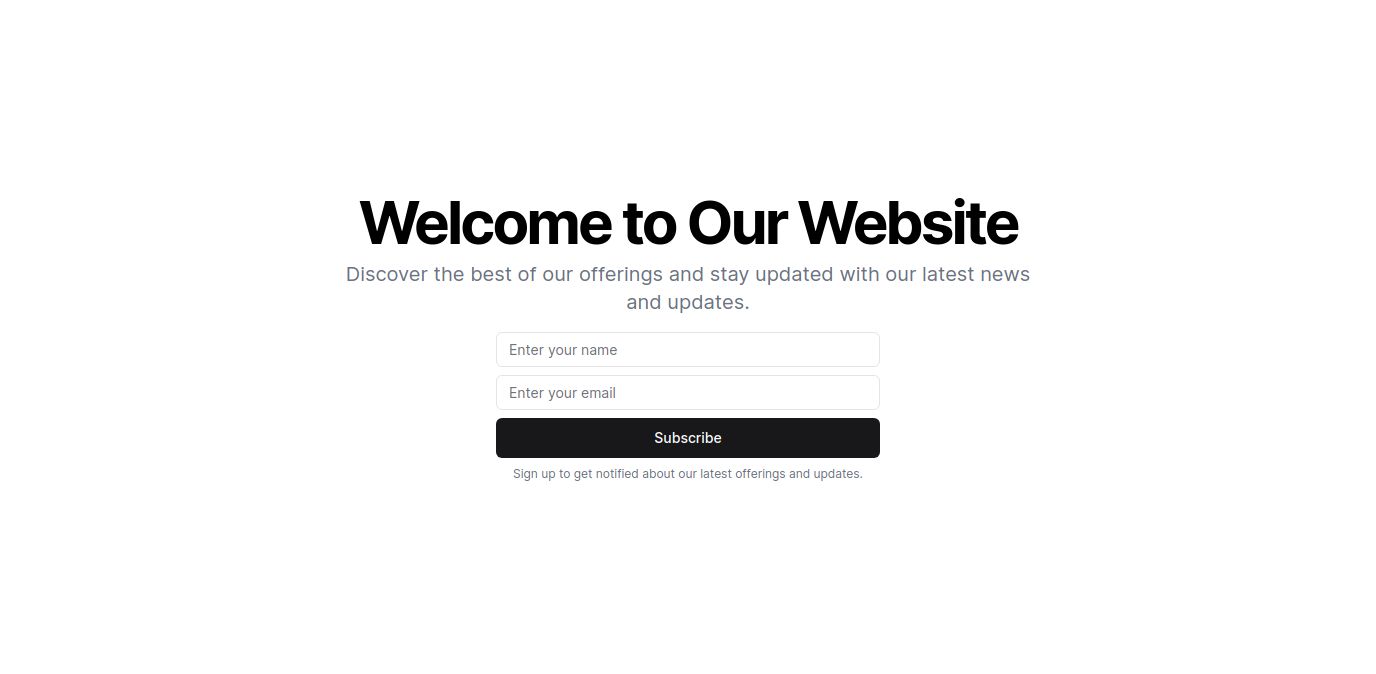 Welcome to Our Website
Discover the best of our offerings and stay updated with our latest news
and updates.
Enter your name
Enter your email
Subscribe
Sign up to get notified about our latest offerings and updates.